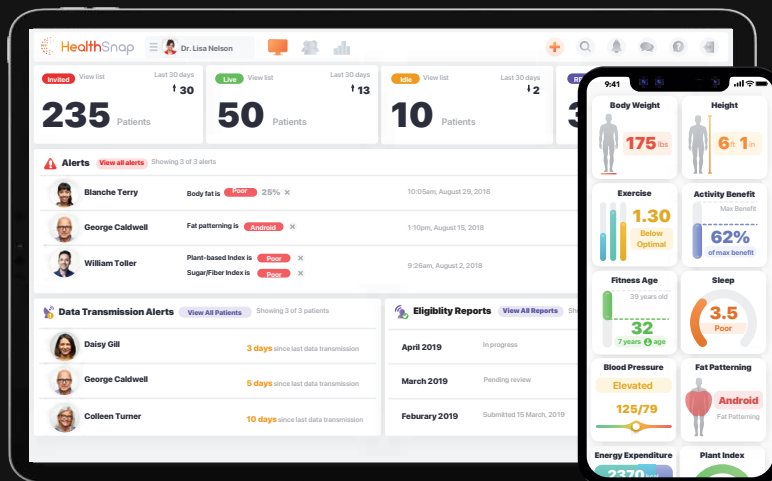 HealthSnap
Dr. Lisa Nelson
Invited View list Last 30 days
30
235 Patients
Live View list Last 30 days
13
50 Patients
Idle View list Last 30 days
2
10 Patients
Alerts View all alerts Showing 3 of 3 alerts
Blanche Terry Body fat is Poor 25% × 10:05am, August 29, 2018
George Caldwell Fat patterning is Android × 1:10pm, August 15, 2018
William Toller Plant-based Index is Poor × 9:26am, August 2, 2018
Sugar/Fiber Index is Poor ×
Data Transmission Alerts View All Patients Showing 3 of 3 patients
Daisy Gill 3 days since last data transmission
George Caldwell 5 days since last data transmission
Colleen Turner 10 days since last data transmission
Eligiblity Reports View All Reports
April 2019 In progress
March 2019 Pending review
Feburary 2019 Submitted 15 March, 2019
9:41
Body Weight
175 lbs
Height
6 ft 1 in
Exercise
1.30
Below
Optimal
Activity Benefit
Max Benefit
62%
of max benefit
Fitness Age
39 years old
32
7 years age
Sleep
3.5
Poor
Blood Pressure
Elevated
125/79
Fat Patterning
Android
Fat Patterning
Energy Expenditure
2370
Plant Index